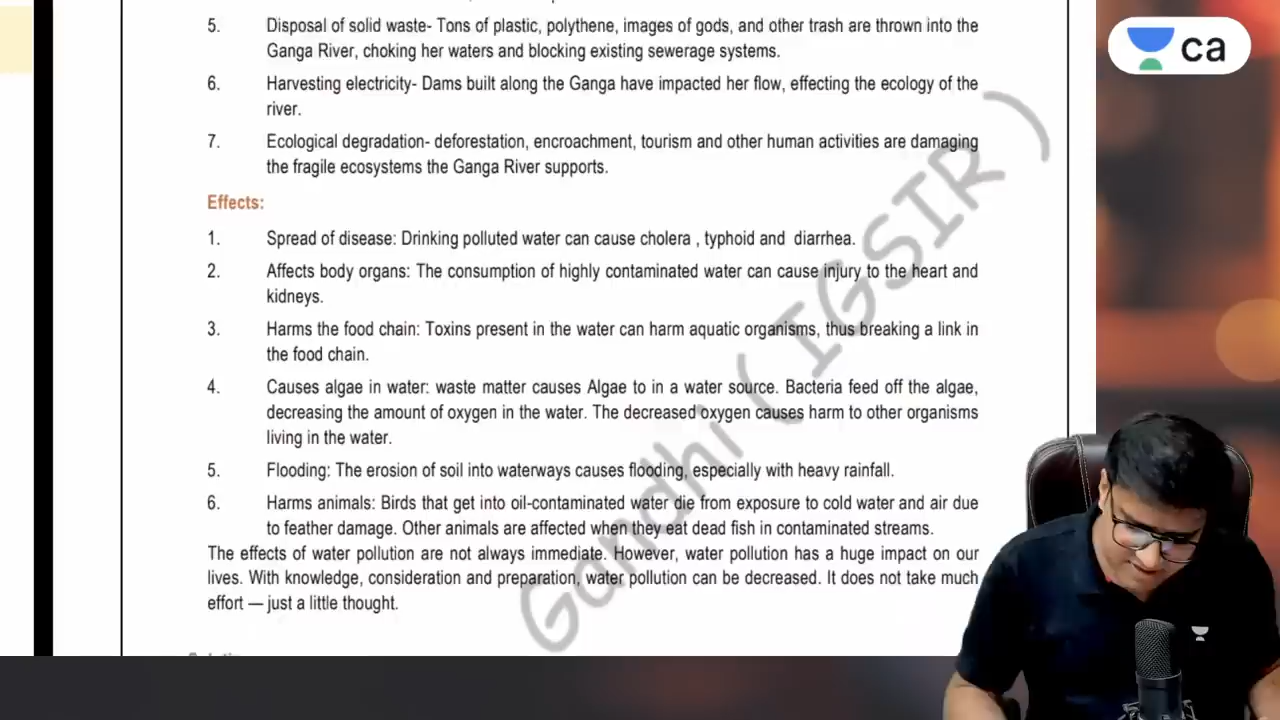 5. Disposal of solid waste- Tons of plastic, polythene, images of gods, and other trash are thrown into the
Ganga River, choking her waters and blocking existing sewerage systems.
6. Harvesting electricity- Dams built along the Ganga have impacted her flow, effecting the ecology of the
river.
7. Ecological degradation- deforestation, encroachment, tourism and other human activities are damaging
the fragile ecosystems the Ganga River supports.
Effects:
1. Spread of disease: Drinking polluted water can cause cholera , typhoid and diarrhea.
2. Affects body organs: The consumption of highly contaminated water can cause injury to the heart and
kidneys.
3. Harms the food chain: Toxins present in the water can harm aquatic organisms, thus breaking a link in
the food chain.
4. Causes algae in water: waste matter causes Algae to in a water source. Bacteria feed off the algae,
decreasing the amount of oxygen in the water. The decreased oxygen causes harm to other organisms
living in the water.
5. Flooding: The erosion of soil into waterways causes flooding, especially with heavy rainfall.
6. Harms animals: Birds that get into oil-contaminated water die from exposure to cold water and air due
to feather damage. Other animals are affected when they eat dead fish in contaminated streams.
The effects of water pollution are not always immediate. However, water pollution has a huge impact on our
lives. With knowledge, consideration and preparation, water pollution can be decreased. It does not take much
effort — just a little thought.
Gandhi ( IGSIR )
ca